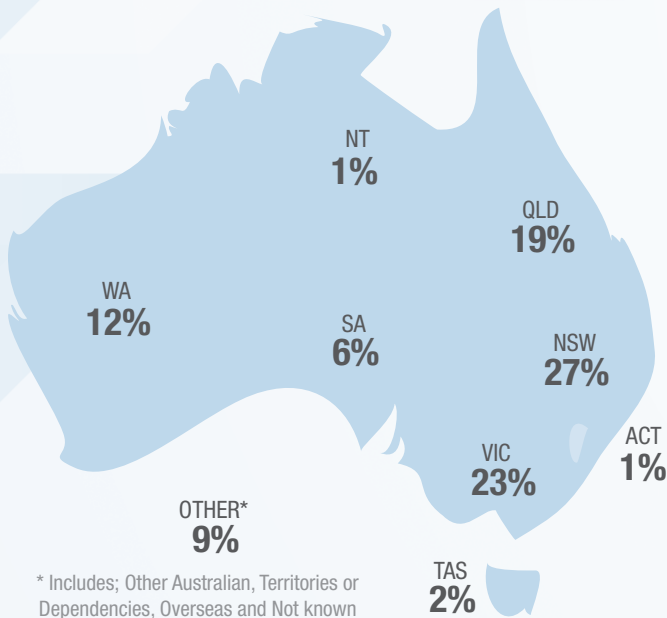 NT
1%
QLD
19%
WA
12%
SA
6%
NSW
27%
ACT
1%
VIC
23%
OTHER*
9%
TAS
2%
* Includes; Other Australian, Territories or
Dependencies, Overseas and Not known